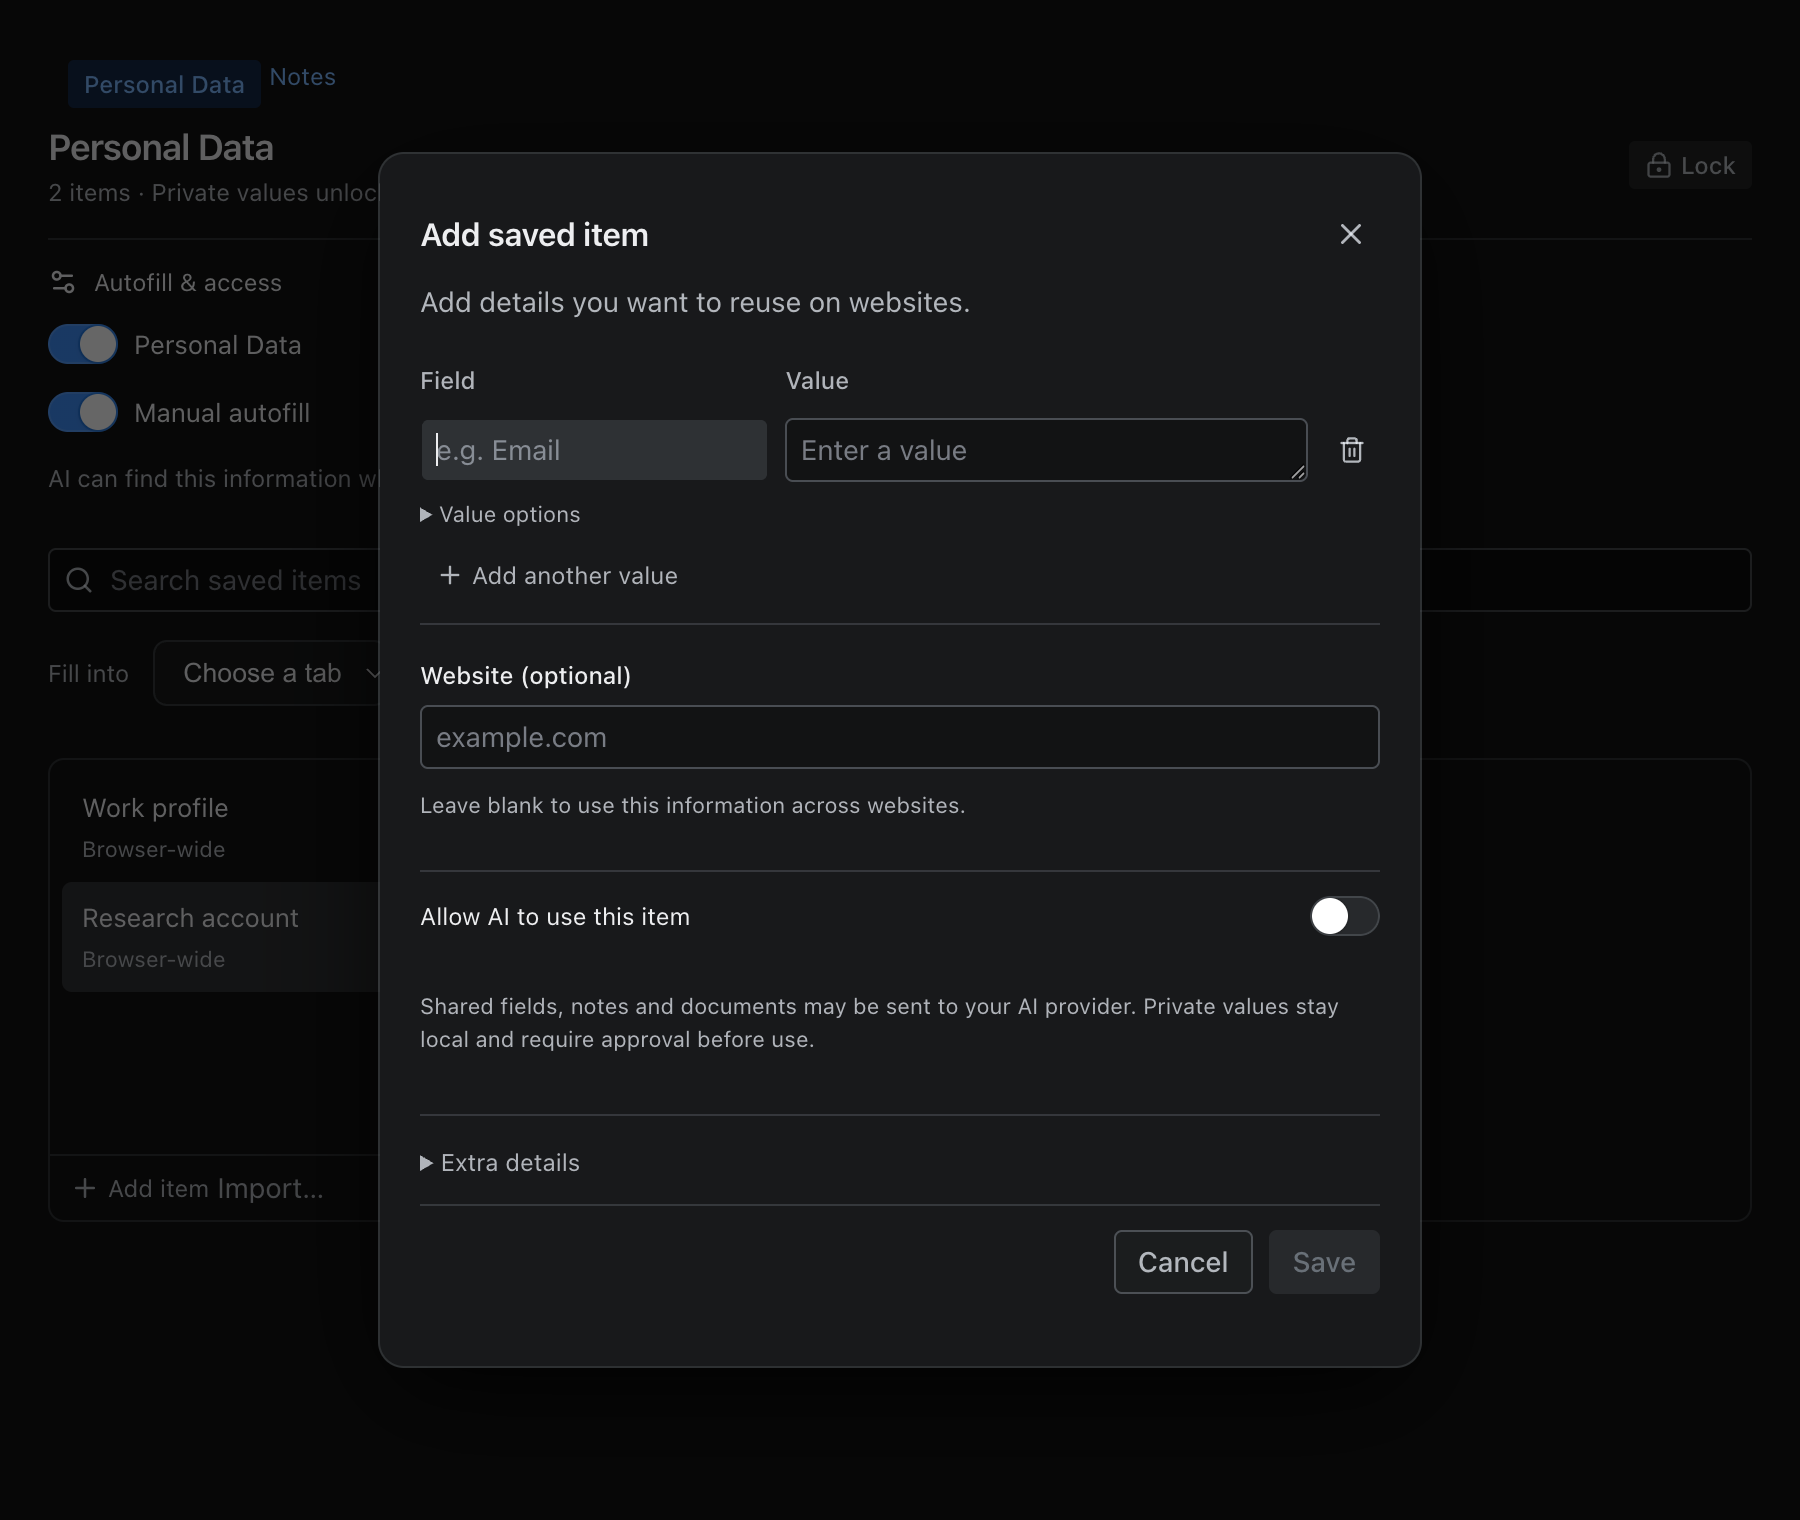 Personal Data
Notes
Personal Data
2 items · Private values unloc
Lock
Autofill & access
Personal Data
Manual autofill
AI can find this information w
Search saved items
Fill into
Choose a tab
Work profile
Browser-wide
Research account
Browser-wide
Add item
Import...
Add saved item
Add details you want to reuse on websites.
Field
Value
e.g. Email
Enter a value
Value options
Add another value
Website (optional)
example.com
Leave blank to use this information across websites.
Allow AI to use this item
Shared fields, notes and documents may be sent to your AI provider. Private values stay
local and require approval before use.
Extra details
Cancel
Save